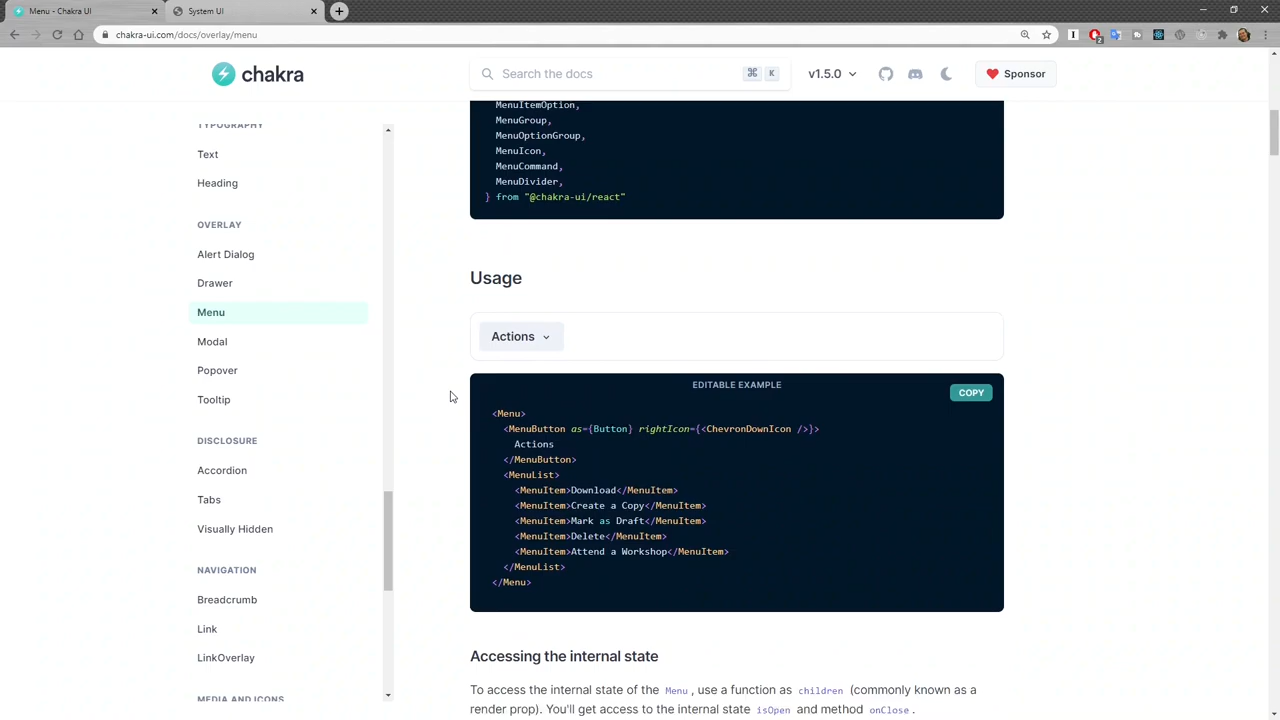 Menu - Chakra UI
System UI
chakra-ui.com/docs/overlay/menu
2
chakra
Search the docs
⌘ K
v1.5.0
Sponsor
TYPOGRAPHY
Text
Heading
OVERLAY
Alert Dialog
Drawer
Menu
Modal
Popover
Tooltip
DISCLOSURE
Accordion
Tabs
Visually Hidden
NAVIGATION
Breadcrumb
Link
LinkOverlay
MEDIA AND ICONS
MenuItemOption,
MenuGroup,
MenuOptionGroup,
MenuIcon,
MenuCommand,
MenuDivider,
} from "@chakra-ui/react"
Usage
Actions
EDITABLE EXAMPLE
COPY
<Menu>
<MenuButton as={Button} rightIcon={<ChevronDownIcon />}>
Actions
</MenuButton>
<MenuList>
<MenuItem>Download</MenuItem>
<MenuItem>Create a Copy</MenuItem>
<MenuItem>Mark as Draft</MenuItem>
<MenuItem>Delete</MenuItem>
<MenuItem>Attend a Workshop</MenuItem>
</MenuList>
</Menu>
Accessing the internal state
To access the internal state of the Menu, use a function as children (commonly known as a
render prop). You'll get access to the internal state isOpen and method onClose.